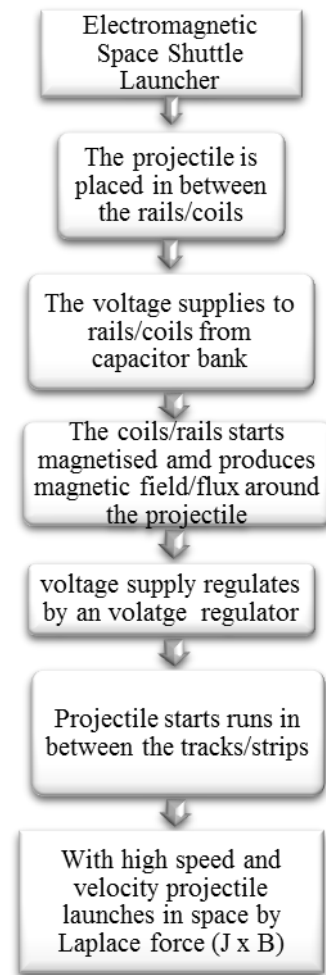 Electromagnetic
Space Shuttle
Launcher
The projectile is
placed in between
the rails/coils
The voltage supplies to
rails/coils from
capacitor bank
The coils/rails starts
magnetised amd produces
magnetic field/flux around
the projectile
voltage supply regulates
by an volatge regulator
Projectile starts runs in
between the tracks/strips
With high speed and
velocity projectile
launches in space by
Laplace force (J x B)